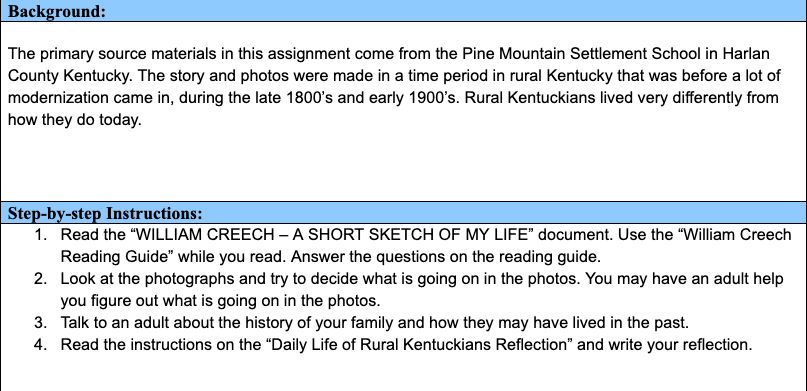 Background:
The primary source materials in this assignment come from the Pine Mountain Settlement School in Harlan
County Kentucky. The story and photos were made in a time period in rural Kentucky that was before a lot of
modernization came in, during the late 1800’s and early 1900’s. Rural Kentuckians lived very differently from
how they do today.
Step-by-step Instructions:
1. Read the “WILLIAM CREECH – A SHORT SKETCH OF MY LIFE” document. Use the “William Creech
Reading Guide” while you read. Answer the questions on the reading guide.
2. Look at the photographs and try to decide what is going on in the photos. You may have an adult help
you figure out what is going on in the photos.
3. Talk to an adult about the history of your family and how they may have lived in the past.
4. Read the instructions on the “Daily Life of Rural Kentuckians Reflection” and write your reflection.